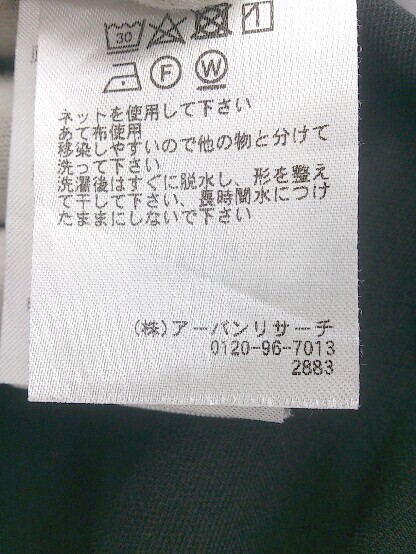 30
F
W
ネットを使用して下さい
あて布使用
移染しやすいので他の物と分けて
洗って下さい
洗濯後はすぐに脱水し、形を整え
て干して下さい、長時間水につけ
たままにしないで下さい
(株)アーバンリサーチ
0120-96-7013
2883